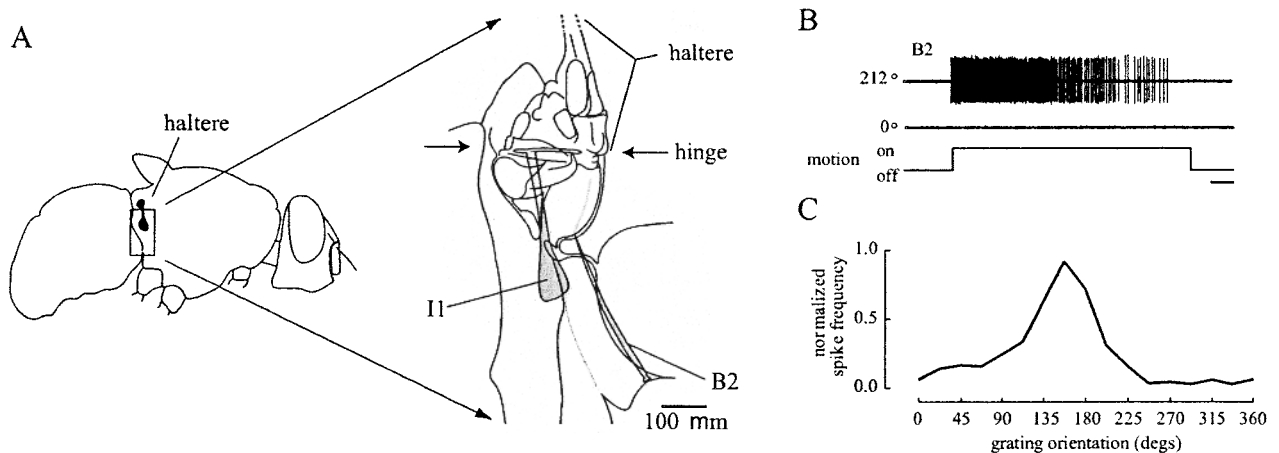 A
haltere
haltere
hinge
I1
B2
100 mm
B
B2
212 °
0°
motion
on
off
C
normalized
spike frequency
1.0
0.5
0.0
0 45 90 135 180 225 270 315 360
grating orientation (degs)